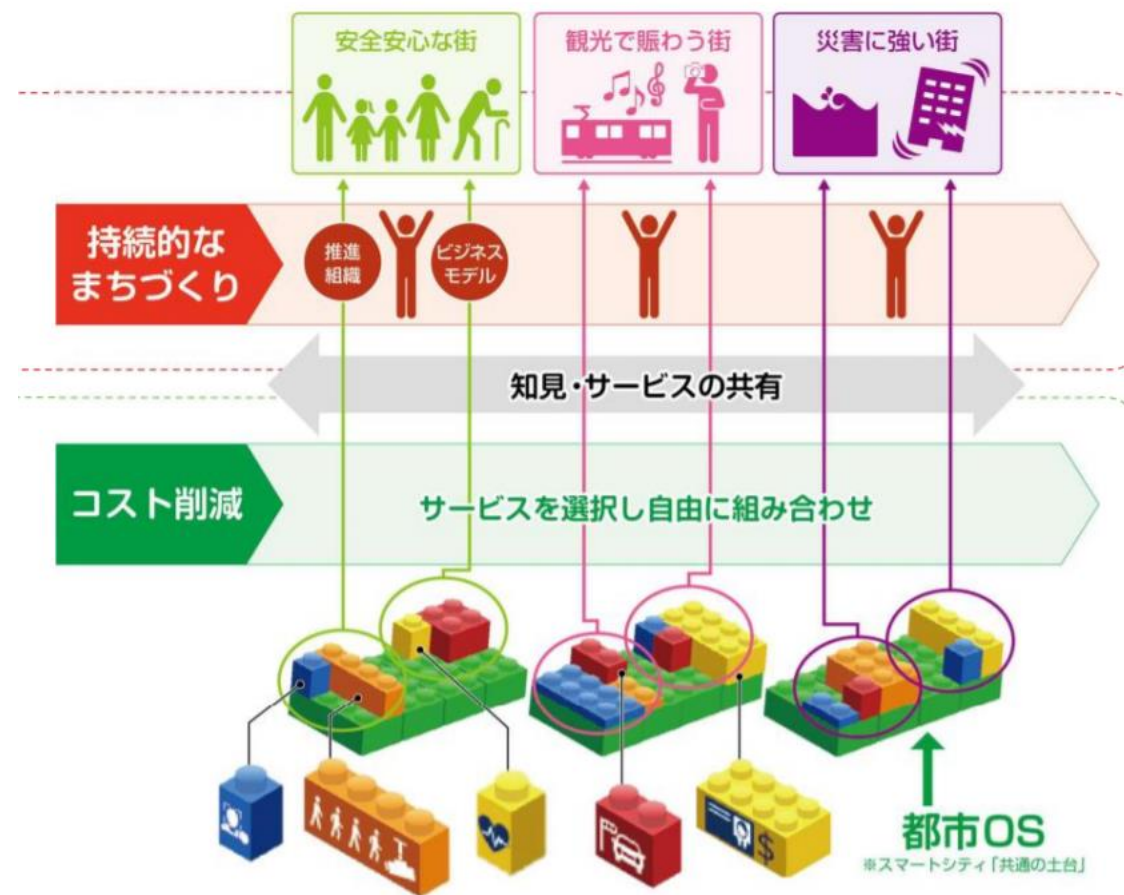 安全安心な街
観光で賑わう街
災害に強い街
持続的な
まちづくり
推進
組織
ビジネス
モデル
知見・サービスの共有
コスト削減
サービスを選択し自由に組み合わせ
$
都市OS
※スマートシティ「共通の土台」